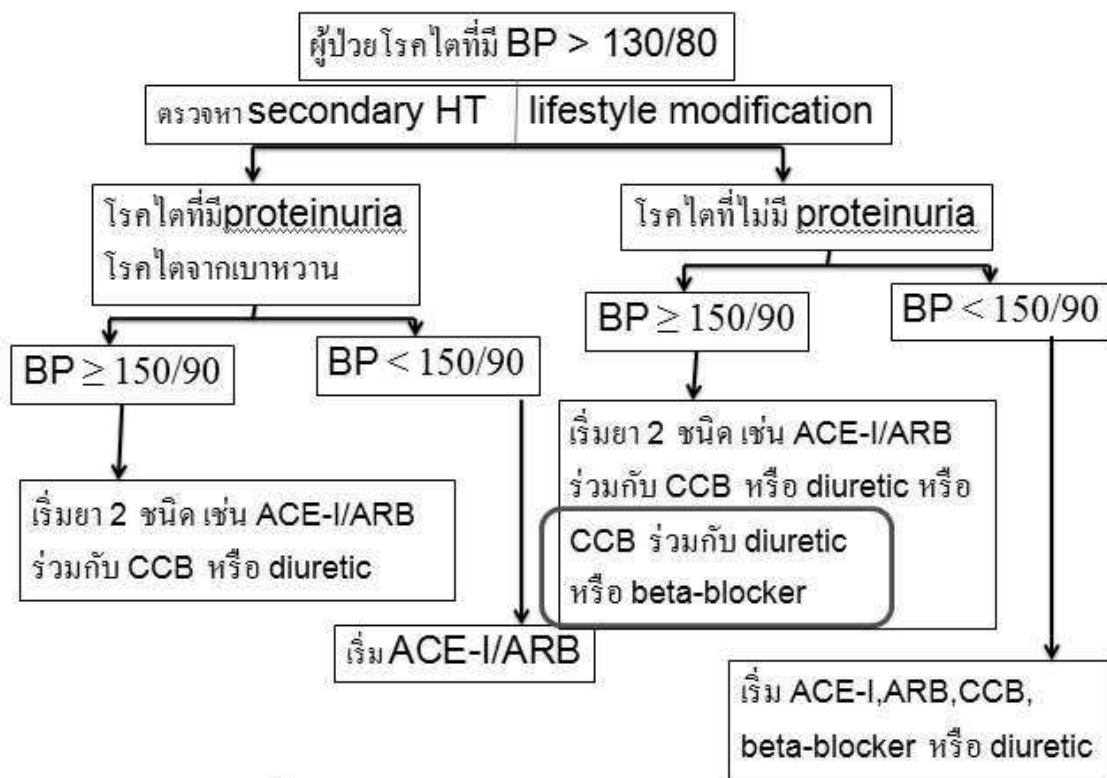 ผู้ป่วยโรคไตที่มี BP > 130/80
ตรวจหา secondary HT
lifestyle modification
โรคไตที่มีproteinuria
โรคไตจากเบาหวาน
โรคไตที่ไม่มี proteinuria
BP ≥ 150/90
BP < 150/90
BP ≥ 150/90
BP < 150/90
เริ่มยา 2 ชนิด เช่น ACE-I/ARB
ร่วมกับ CCB หรือ diuretic
เริ่ม ACE-I/ARB
เริ่มยา 2 ชนิด เช่น ACE-I/ARB
ร่วมกับ CCB หรือ diuretic หรือ
CCB ร่วมกับ diuretic
หรือ beta-blocker
เริ่ม ACE-I,ARB,CCB,
beta-blocker หรือ diuretic